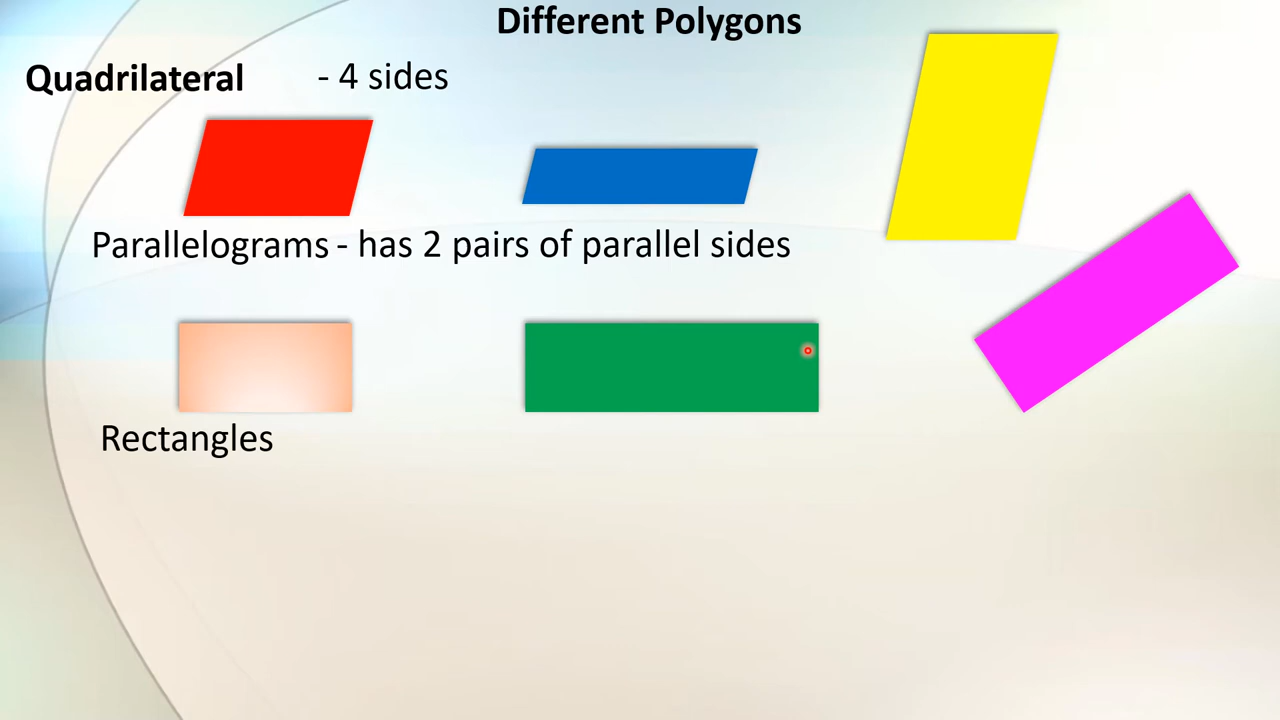 Different Polygons
Quadrilateral - 4 sides
Parallelograms - has 2 pairs of parallel sides
Rectangles